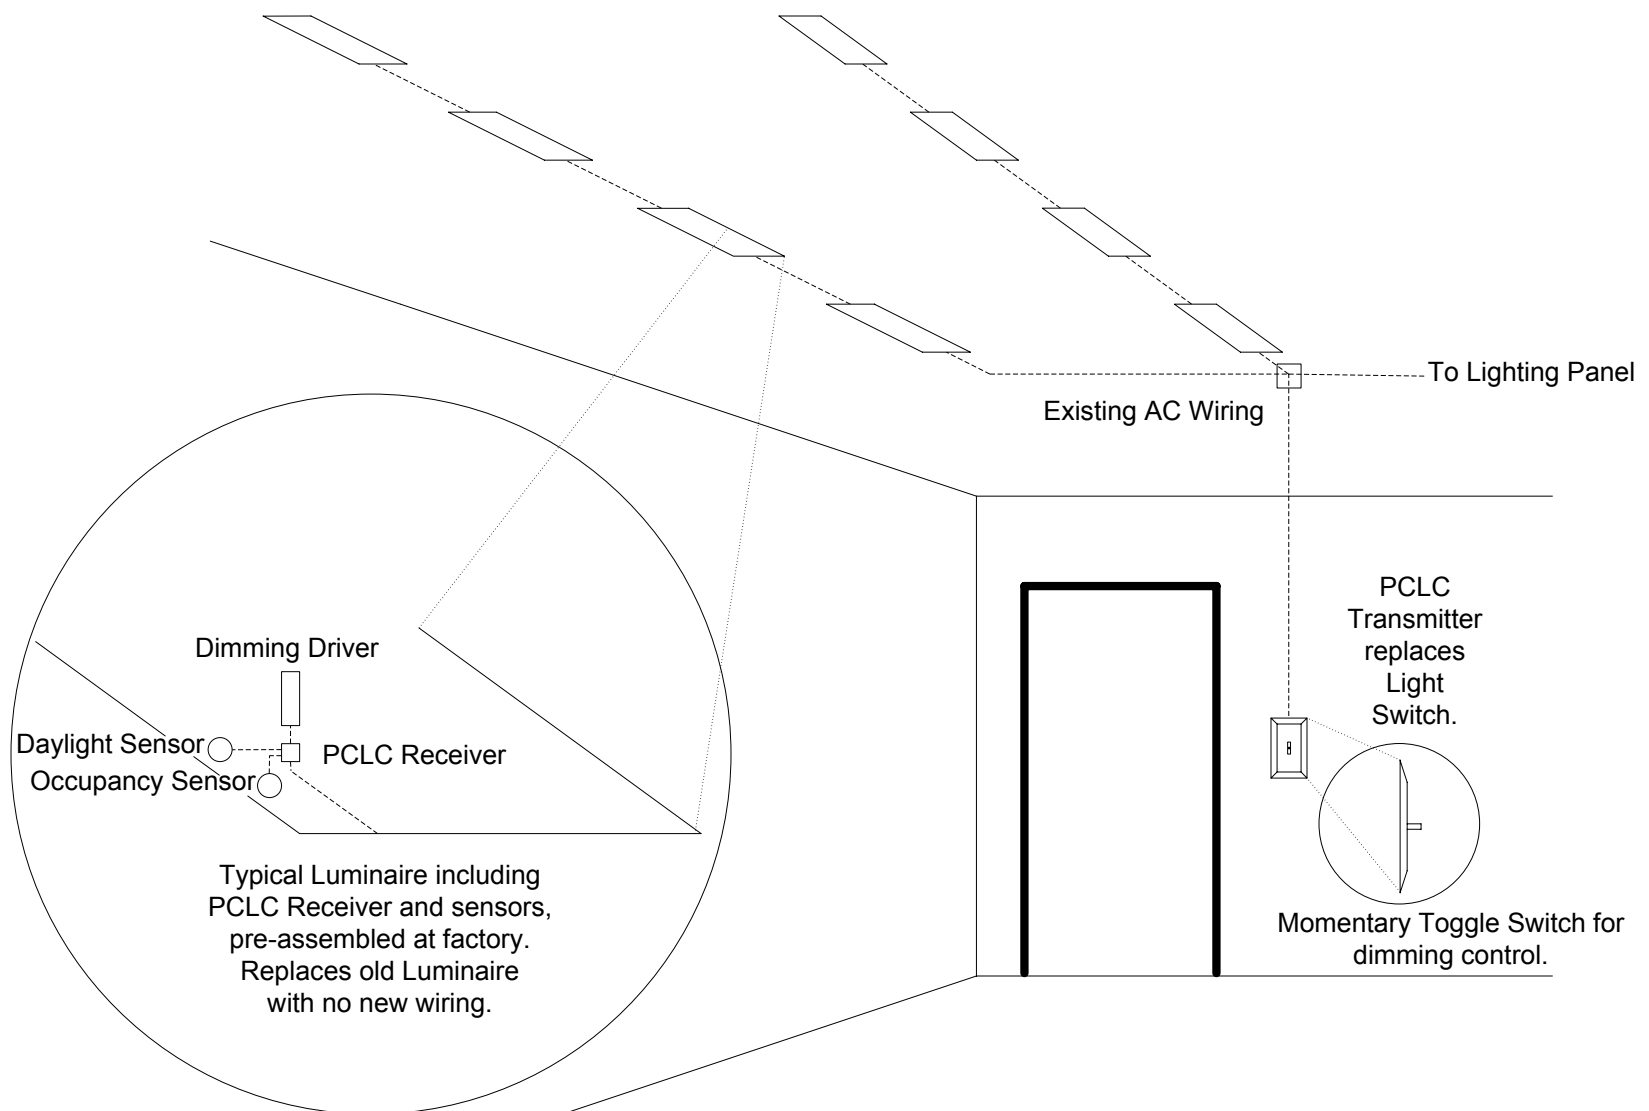 To Lighting Panel
Existing AC Wiring
PCLC
Transmitter
replaces
Light
Switch.
Dimming Driver
Daylight Sensor
PCLC Receiver
Occupancy Sensor
Typical Luminaire including
PCLC Receiver and sensors,
pre-assembled at factory.
Replaces old Luminaire
with no new wiring.
Momentary Toggle Switch for
dimming control.